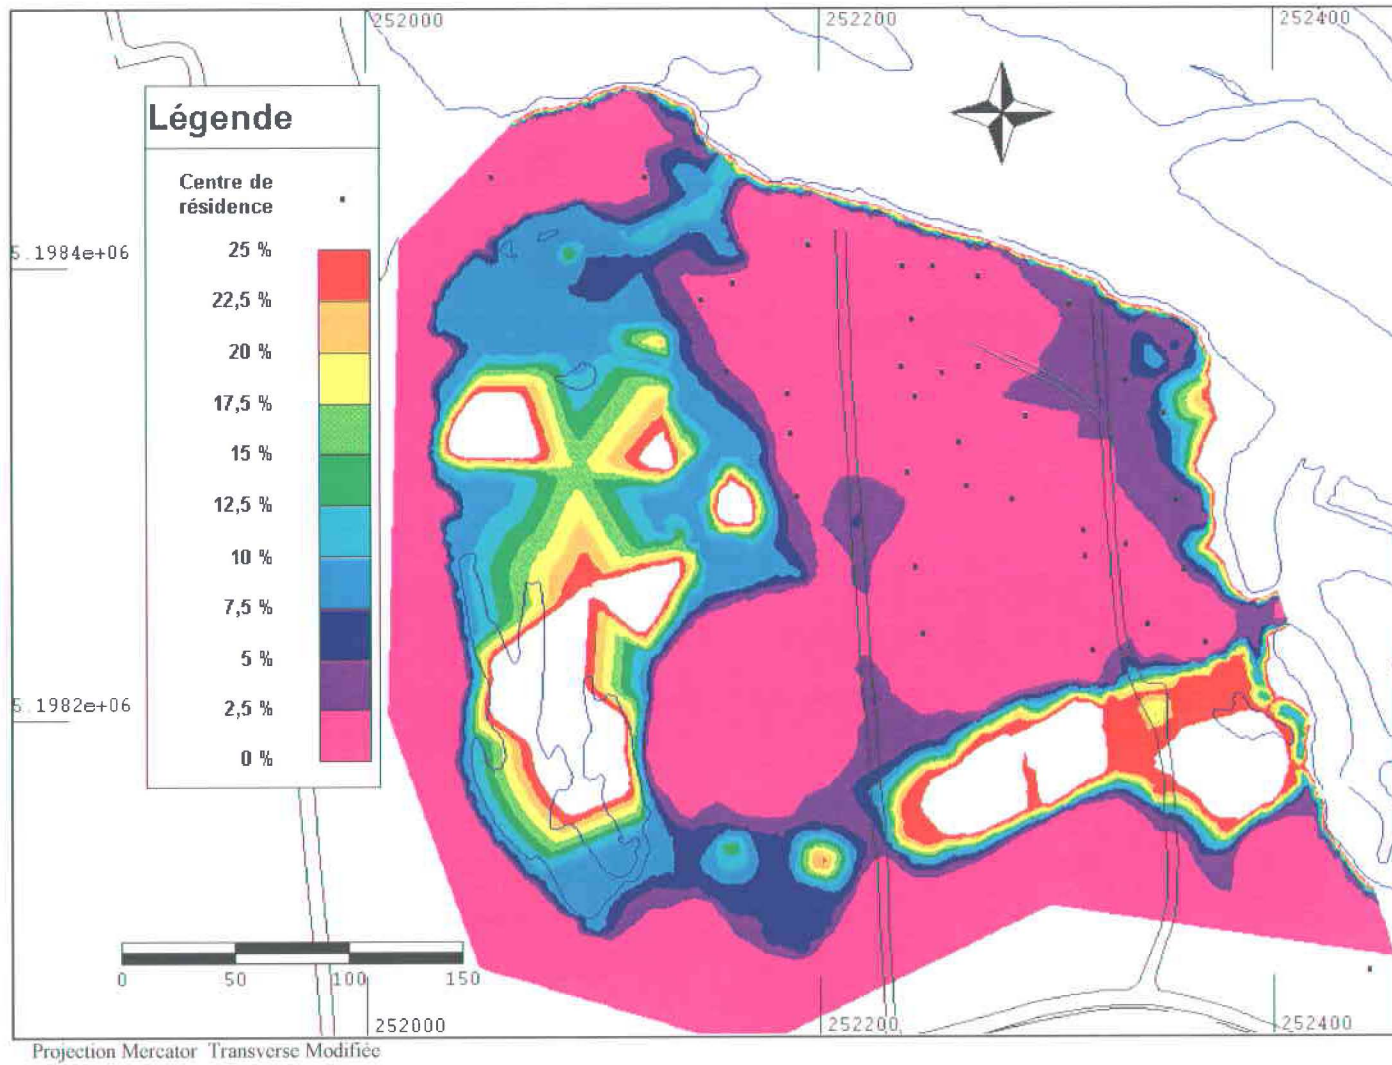 252000
252200
252400
Légende
Centre de
résidence
25 %
22,5 %
20 %
17,5 %
15 %
12,5 %
10 %
7,5 %
5 %
2,5 %
0 %
5.1984e+06
5.1982e+06
0 50 100 150
252000
252200
252400
Projection Mercator Transverse Modifiée